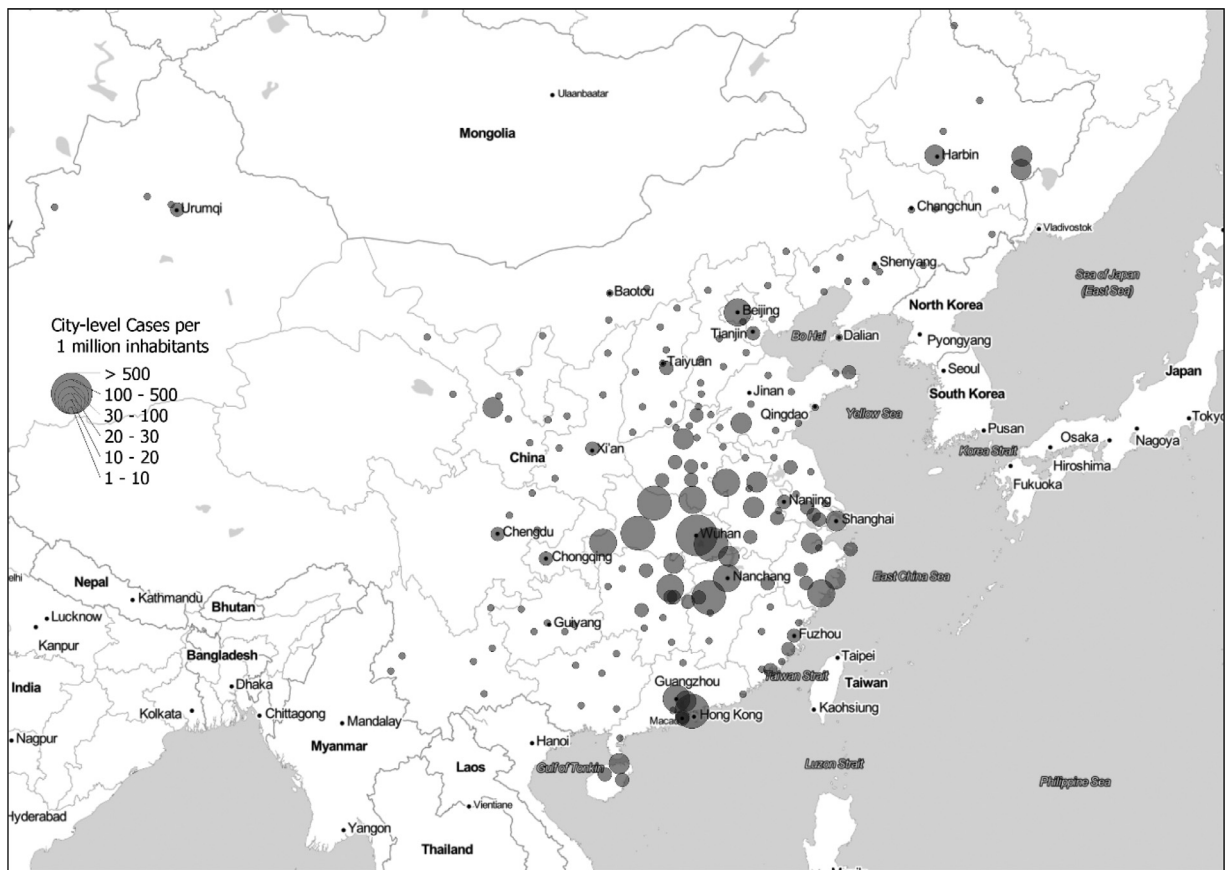 Ulaanbaatar
Mongolia
Harbin
Urumqi
Changchun
Vladivostok
Shenyang
Sea of Japan
(East Sea)
Baotou
Beijing
North Korea
City-level Cases per
1 million inhabitants
Tianjin
Bo Hai
Dalian
Pyongyang
Taiyuan
Seoul
Japan
> 500
100 - 500
30 - 100
20 - 30
10 - 20
1 - 10
Jinan
South Korea
Qingdao
Yellow Sea
Tokyo
Pusan
Nagoya
Osaka
Xi'an
Korea Strait
China
Hiroshima
Fukuoka
Nanjing
Shanghai
Chengdu
Wuhan
Chongqing
Nepal
Nanchang
East China Sea
Kathmandu
Bhutan
Lucknow
Guiyang
Fuzhou
Kanpur
Bangladesh
Taipei
Taiwan Strait
Taiwan
India
Guangzhou
Dhaka
Kolkata
Chittagong
Mandalay
Macau
Hong Kong
Kaohsiung
Nagpur
Myanmar
Hanoi
Gulf of Tonkin
Laos
Luzon Strait
Philippine Sea
Vientiane
Hyderabad
Yangon
Thailand